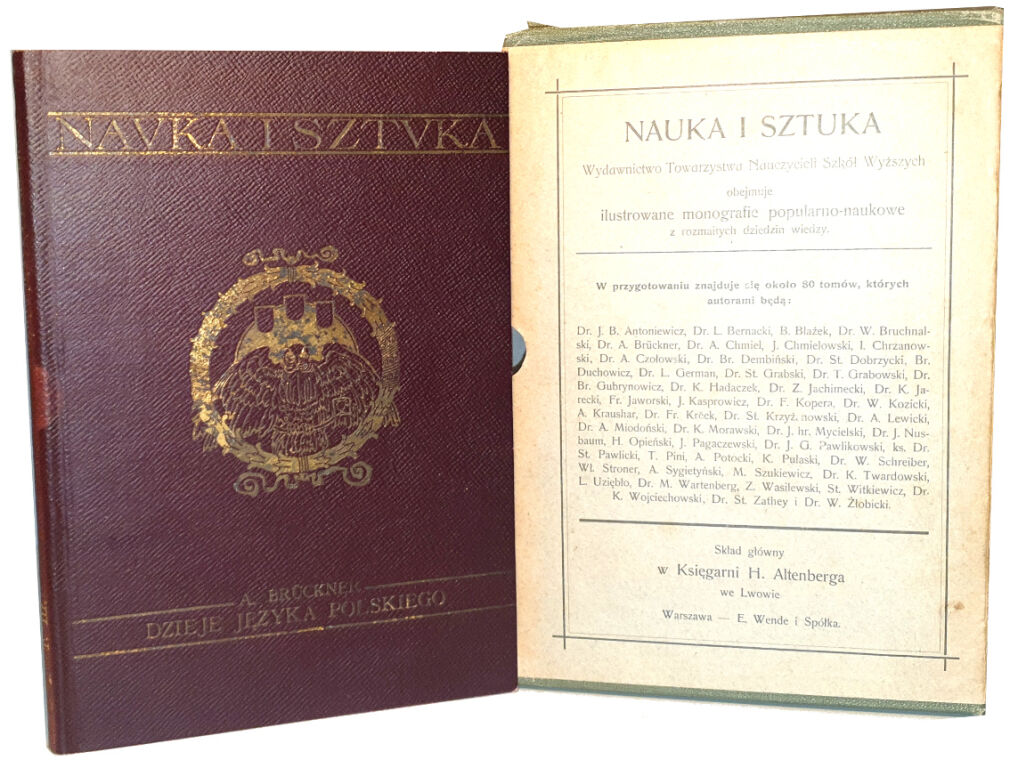 NAVKA I SZTVKA
A. BRÜCKNER
DZIEJE JĘZYKA POLSKIEGO
NAUKA I SZTUKA
Wydawnictwo Towarzystwa Nauczycieli Szkół Wyższych
obejmuje
ilustrowane monografie popularno-naukowe
z rozmaitych dziedzin wiedzy.
W przygotowaniu znajduje się około 80 tomów, których
autorami będą:
Dr. J. B. Antoniewicz, Dr. L. Bernacki, B. Błażek, Dr. W. Bruchnal-
ski, Dr. A. Brückner, Dr. A. Chmiel, J. Chmielowski, I. Chrzanow-
ski, Dr. A. Czołowski, Dr. Br. Dembiński, Dr. St. Dobrzycki, Br.
Duchowicz, Dr. L. German, Dr. St. Grabski, Dr. T. Grabowski, Dr.
Br. Gubrynowicz, Dr. K. Hadaczek, Dr. Z. Jachimecki, Dr. K. Ja-
recki, Fr. Jaworski, J. Kasprowicz, Dr. F. Kopera, Dr. W. Kozicki,
A. Kraushar, Dr. Fr. Krček, Dr. St. Krzyżanowski, Dr. A. Lewicki,
Dr. A. Miodoński, Dr. K. Morawski, Dr. J. hr. Mycielski, Dr. J. Nus-
baum, H. Opieński, J. Pagaczewski, Dr. J. G. Pawlikowski, ks. Dr.
St. Pawlicki, T. Pini, A. Potocki, K. Pułaski, Dr. W. Schreiber,
Wł. Stroner, A. Sygietyński, M. Szukiewicz, Dr. K. Twardowski,
L. Uziębło, Dr. M. Wartenberg, Z. Wasilewski, St. Witkiewicz, Dr.
K. Wojciechowski, Dr. St. Zathey i Dr. W. Żłobicki.
Skład główny
w Księgarni H. Altenberga
we Lwowie
Warszawa — E. Wende i Spółka.